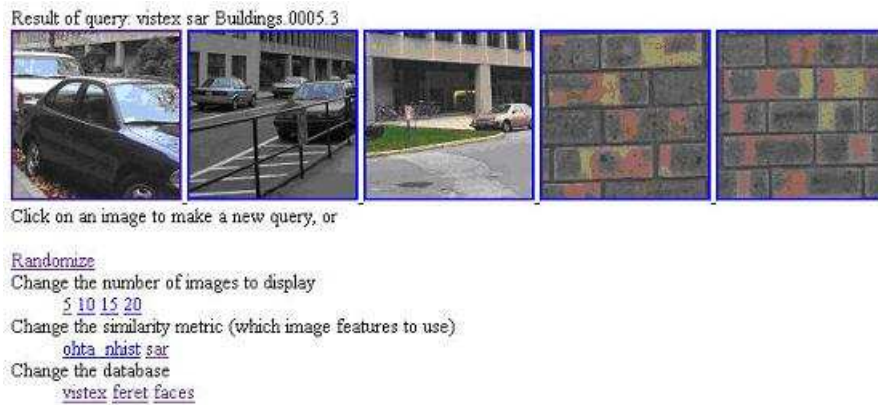 Result of query: vistex sar Buildings.0005.3
Click on an image to make a new query, or
Randomize
Change the number of images to display
5 10 15 20
Change the similarity metric (which image features to use)
ohta_nhist sar
Change the database
vistex feret faces